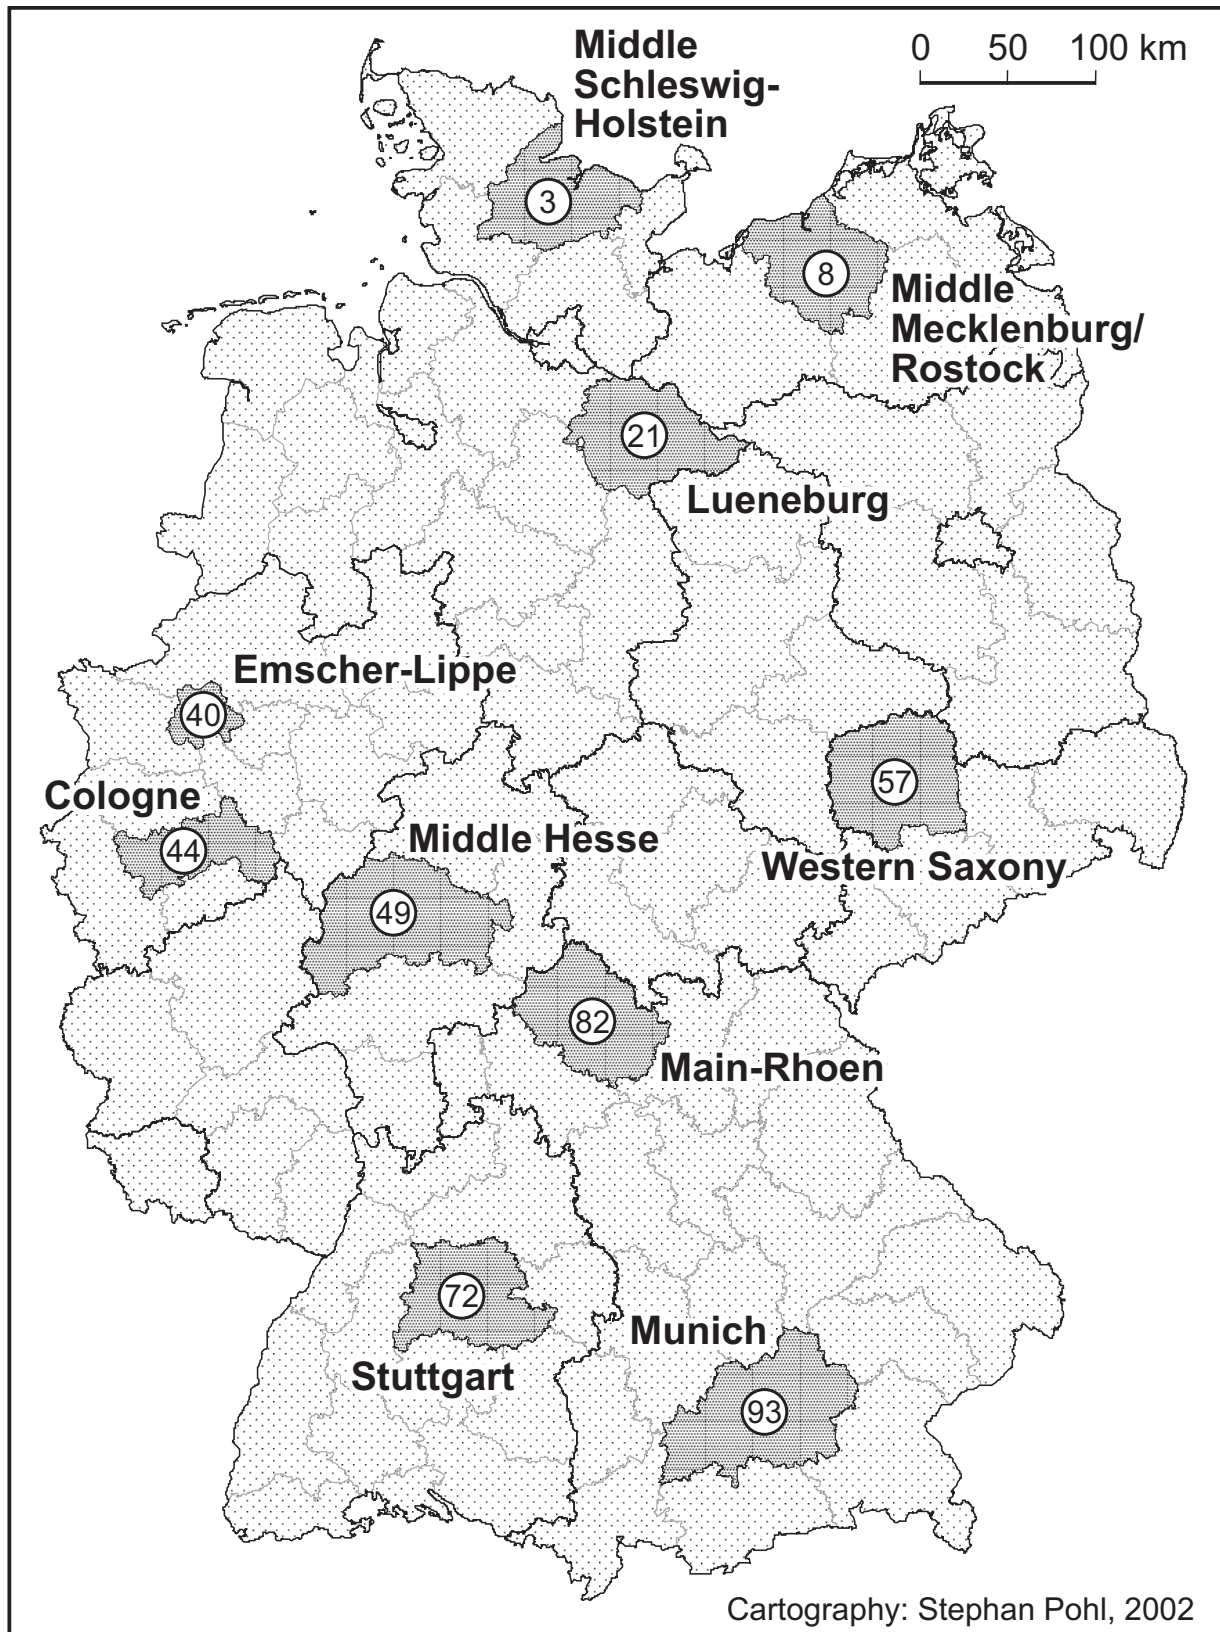 Middle
Schleswig-
Holstein
0 50 100 km
3
8
Middle
Mecklenburg/
Rostock
21
Lueneburg
Emscher-Lippe
40
57
Cologne
44
Middle Hesse
Western Saxony
49
82
Main-Rhoen
72
Stuttgart
Munich
93
Cartography: Stephan Pohl, 2002